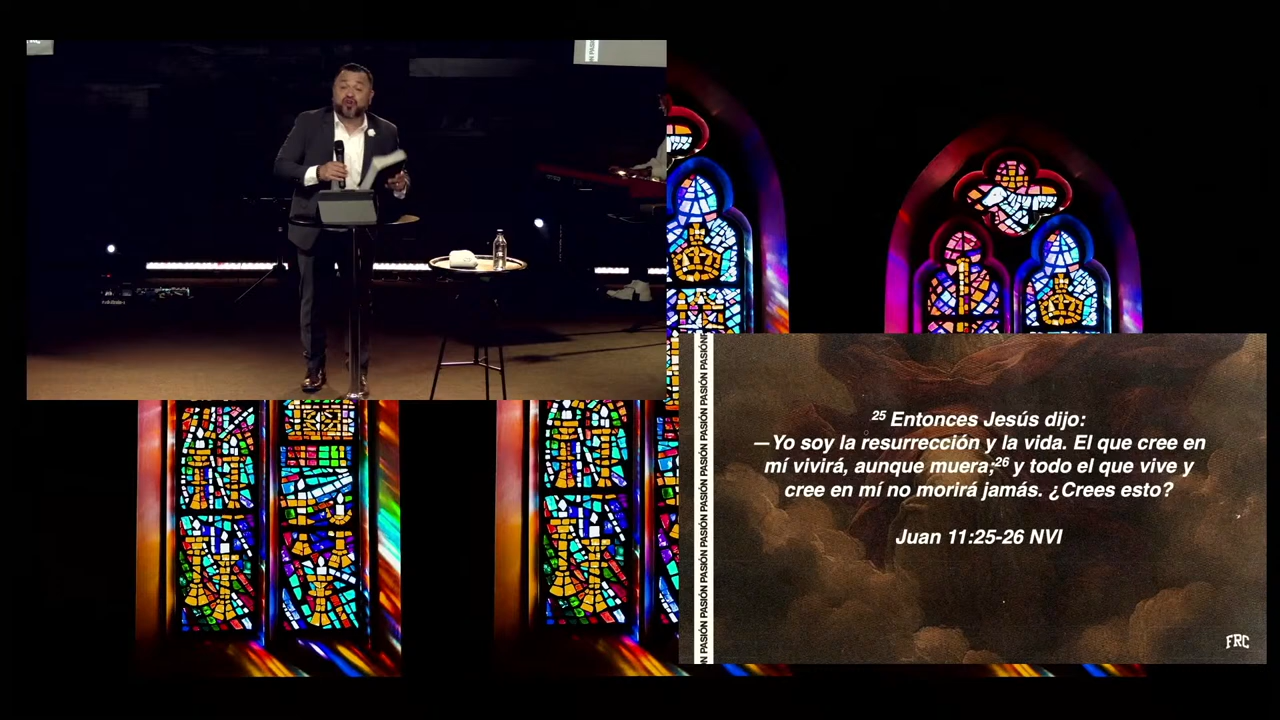 ²⁵ Entonces Jesús dijo:
—Yo soy la resurrección y la vida. El que cree en
mí vivirá, aunque muera;²⁶ y todo el que vive y
cree en mí no morirá jamás. ¿Crees esto?
Juan 11:25-26 NVI
PASIÓN PASIÓN PASIÓN PASIÓN PASIÓN PASIÓN PASIÓN
FRC